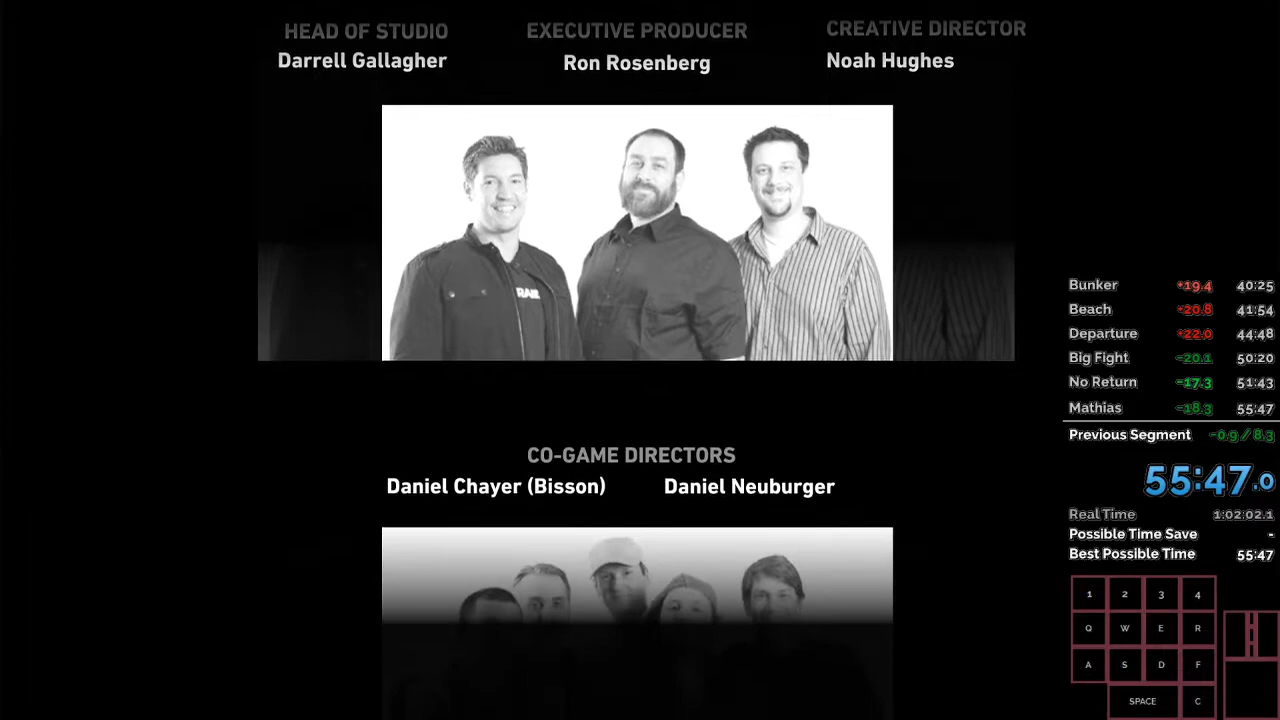 HEAD OF STUDIO EXECUTIVE PRODUCER CREATIVE DIRECTOR
Darrell Gallagher Ron Rosenberg Noah Hughes
CO-GAME DIRECTORS
Daniel Chayer (Bisson) Daniel Neuburger
Bunker +19.4 40:25
Beach +20.8 41:54
Departure +22.0 44:48
Big Fight -20.1 50:20
No Return -17.3 51:43
Mathias -18.3 55:47
Previous Segment -0.9 / 8.3
55:47.0
Real Time 1:02:02.1
Possible Time Save -
Best Possible Time 55:47
1 2 3 4
Q W E R
A S D F
SPACE C